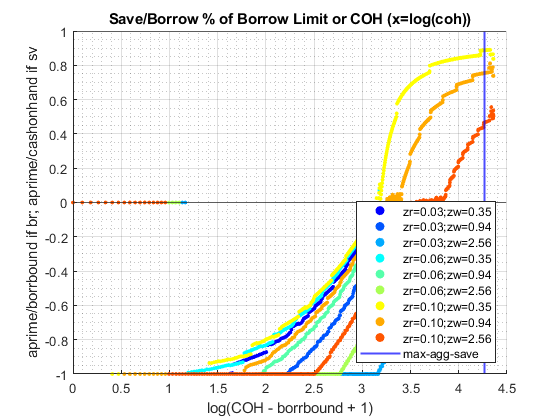 Save/Borrow % of Borrow Limit or COH (x=log(coh))
aprime/borrbound if br; aprime/cashonhand if sv
1
0.8
0.6
0.4
0.2
0
-0.2
-0.4
-0.6
-0.8
-1
zr=0.03;zw=0.35
zr=0.03;zw=0.94
zr=0.03;zw=2.56
zr=0.06;zw=0.35
zr=0.06;zw=0.94
zr=0.06;zw=2.56
zr=0.10;zw=0.35
zr=0.10;zw=0.94
zr=0.10;zw=2.56
max-agg-save
0 0.5 1 1.5 2 2.5 3 3.5 4 4.5
log(COH - borrbound + 1)